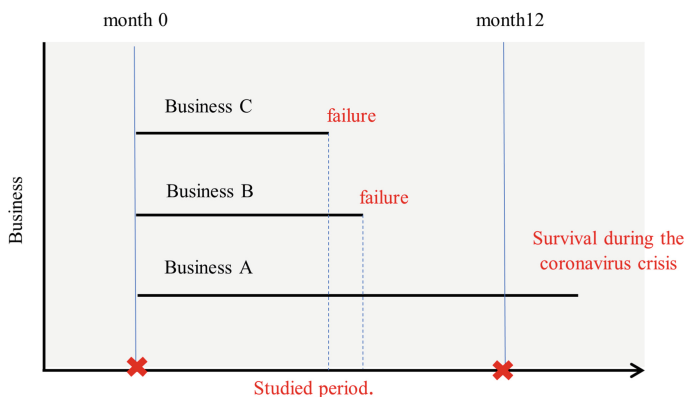 month 0
month12
Business C
failure
Business B
failure
Business
Survival during the
coronavirus crisis
Business A
Studied period.